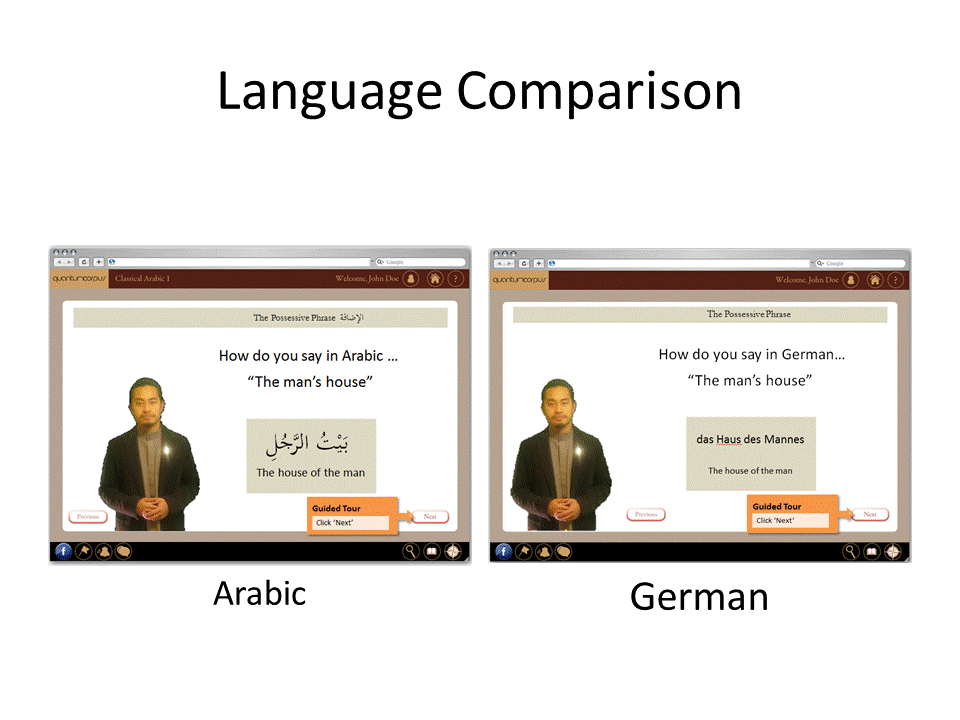 Language Comparison
Google
quantumcorpus
Classical Arabic I
Welcome, John Doe
?
The Possessive Phrase الإضافة
How do you say in Arabic ...
“The man’s house”
بَيْتُ الرَّجُلِ
The house of the man
Guided Tour
Click ‘Next’
Previous
Next
f
Arabic
Google
quantumcorpus
Welcome, John Doe
?
The Possessive Phrase
How do you say in German...
“The man’s house”
das Haus des Mannes
The house of the man
Guided Tour
Click ‘Next’
Previous
Next
f
German